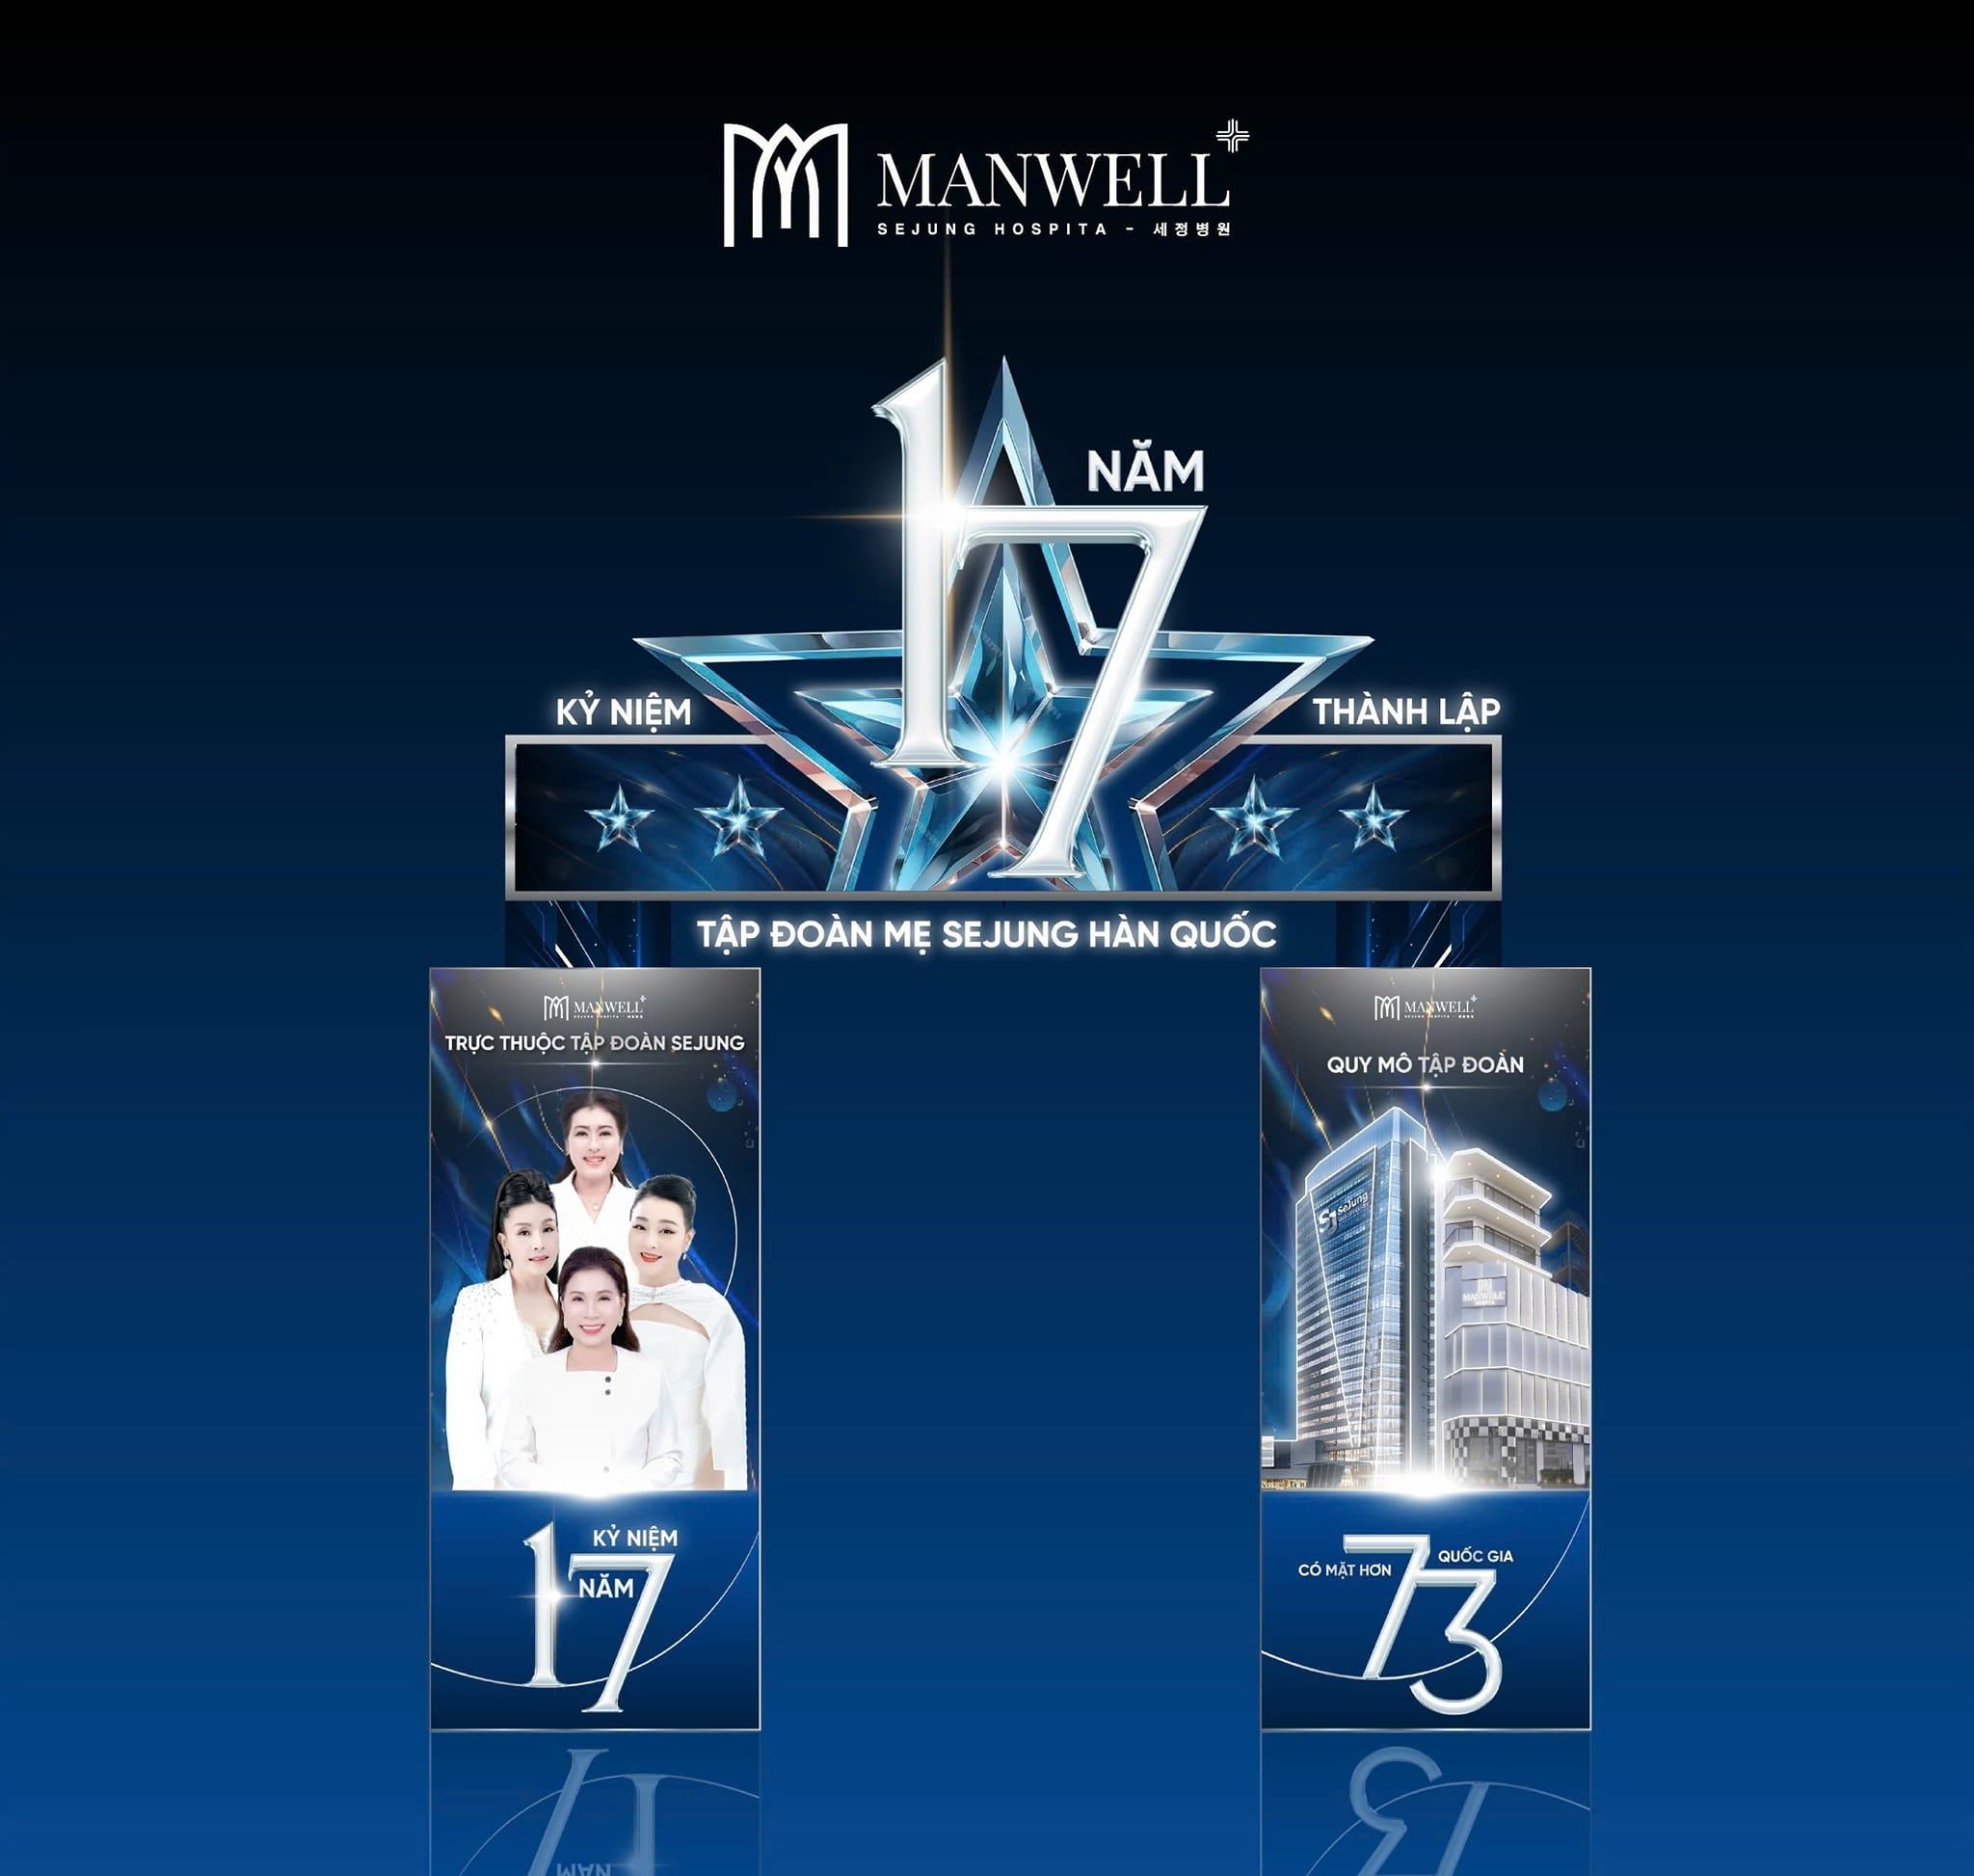 MANWELL
SEJUNG HOSPITA - 세정병원
17 NĂM
KỶ NIỆM
THÀNH LẬP
TẬP ĐOÀN MẸ SEJUNG HÀN QUỐC
MANWELL
TRỰC THUỘC TẬP ĐOÀN SEJUNG
KỶ NIỆM
17 NĂM
MANWELL
QUY MÔ TẬP ĐOÀN
SJ SeJung
MANWELL
CÓ MẶT HƠN
73
QUỐC GIA